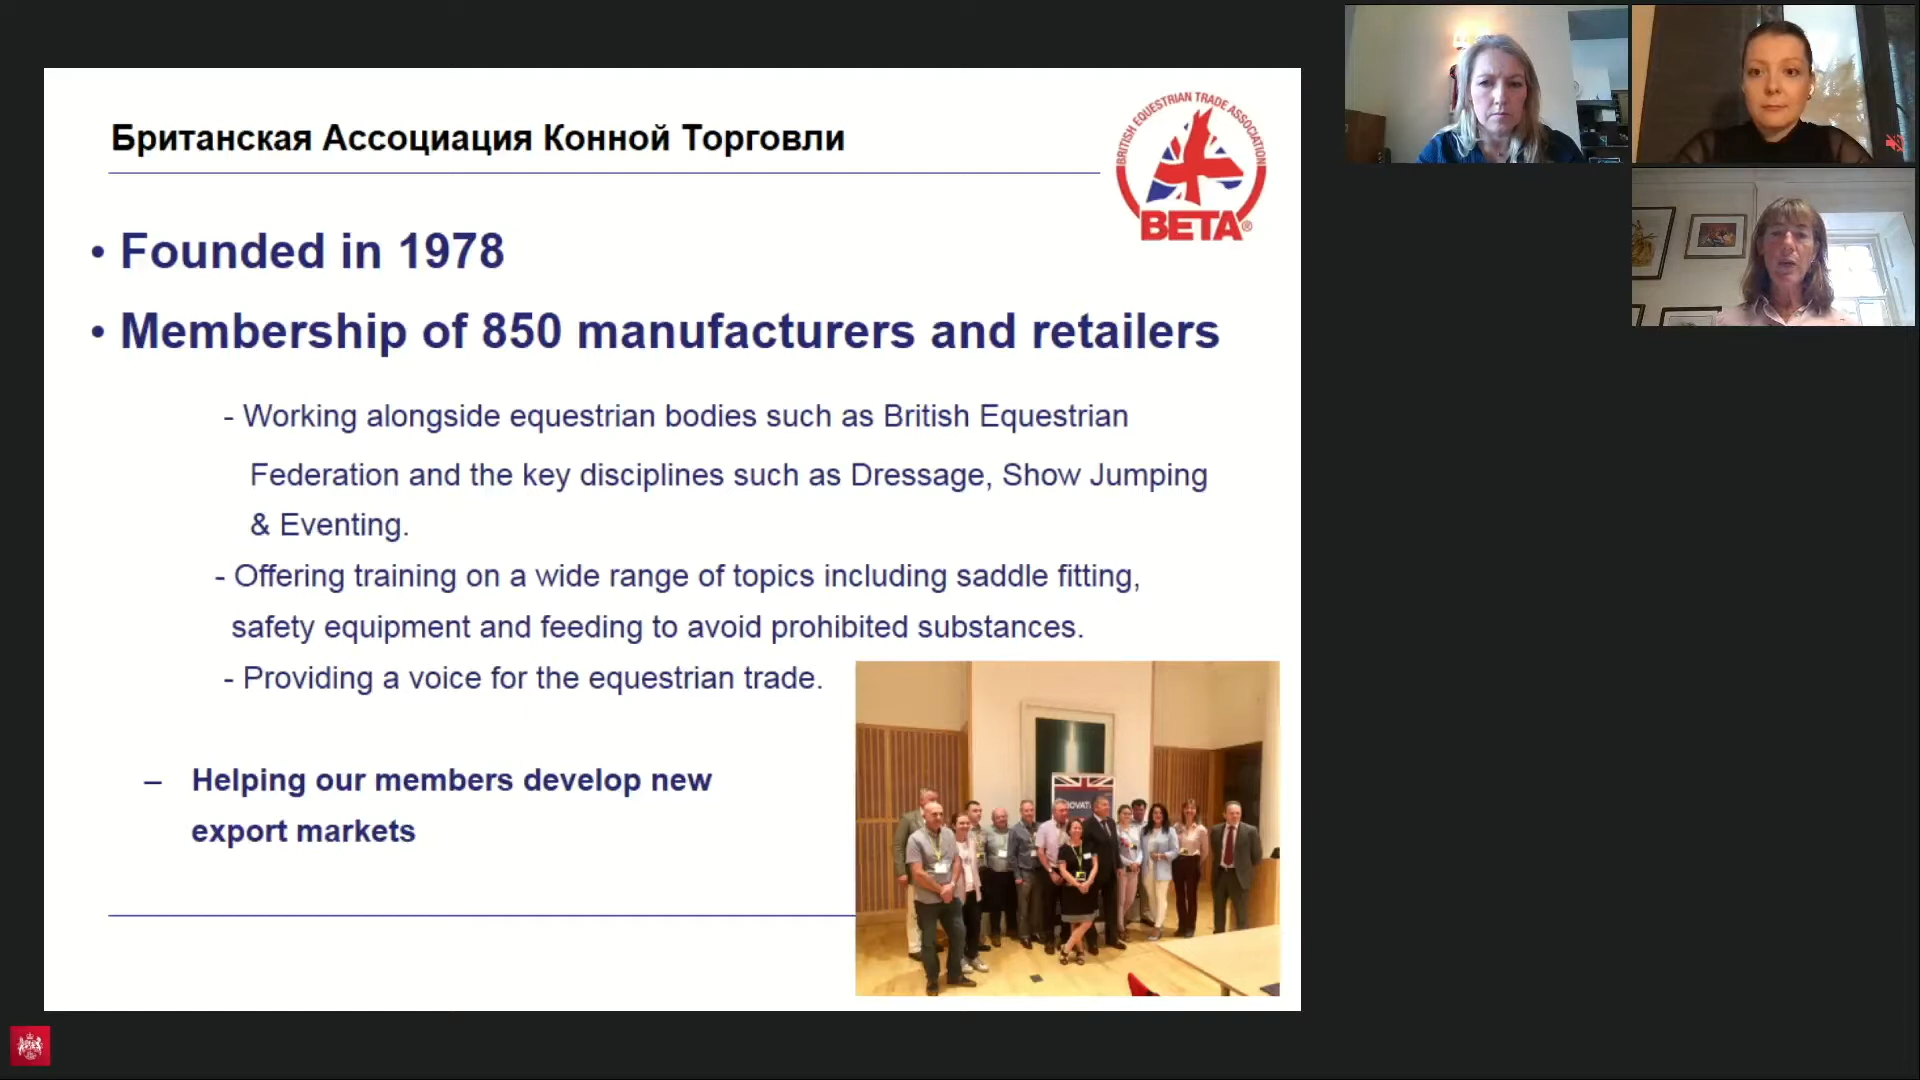 Британская Ассоциация Конной Торговли
BRITISH EQUESTRIAN TRADE ASSOCIATION
BETA®
• Founded in 1978
• Membership of 850 manufacturers and retailers
- Working alongside equestrian bodies such as British Equestrian
Federation and the key disciplines such as Dressage, Show Jumping
& Eventing.
- Offering training on a wide range of topics including saddle fitting,
safety equipment and feeding to avoid prohibited substances.
- Providing a voice for the equestrian trade.
– Helping our members develop new
export markets